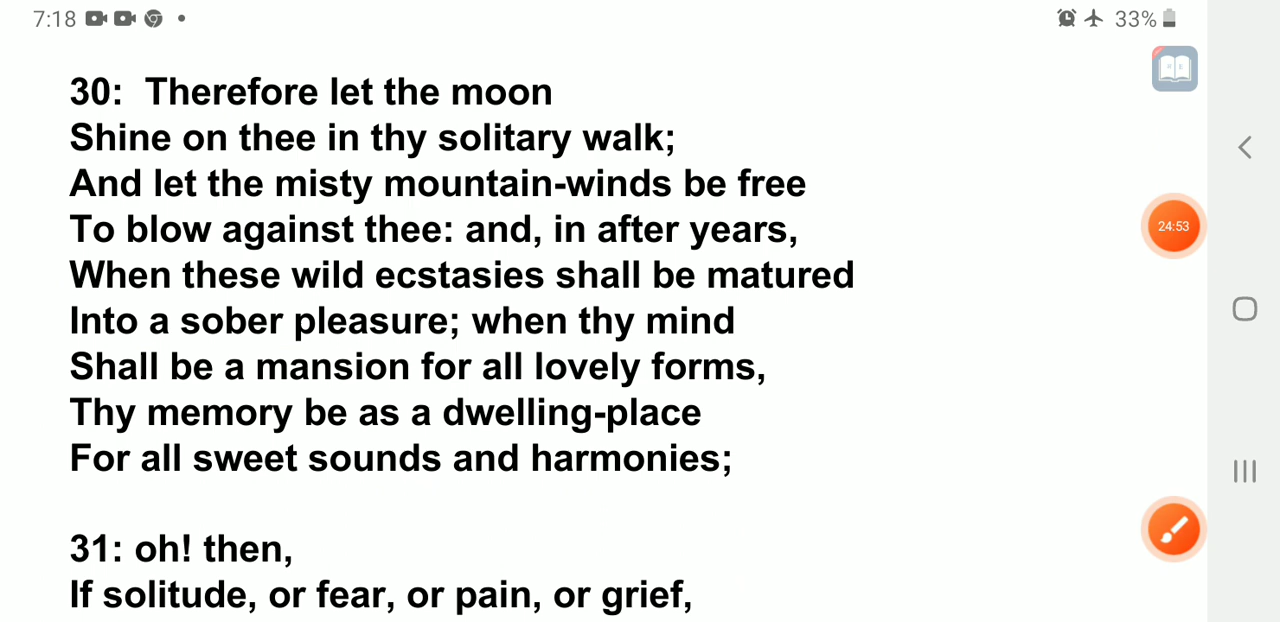 7:18
33%
30: Therefore let the moon
Shine on thee in thy solitary walk;
And let the misty mountain-winds be free
To blow against thee: and, in after years,
When these wild ecstasies shall be matured
Into a sober pleasure; when thy mind
Shall be a mansion for all lovely forms,
Thy memory be as a dwelling-place
For all sweet sounds and harmonies;
31: oh! then,
If solitude, or fear, or pain, or grief,
24:53